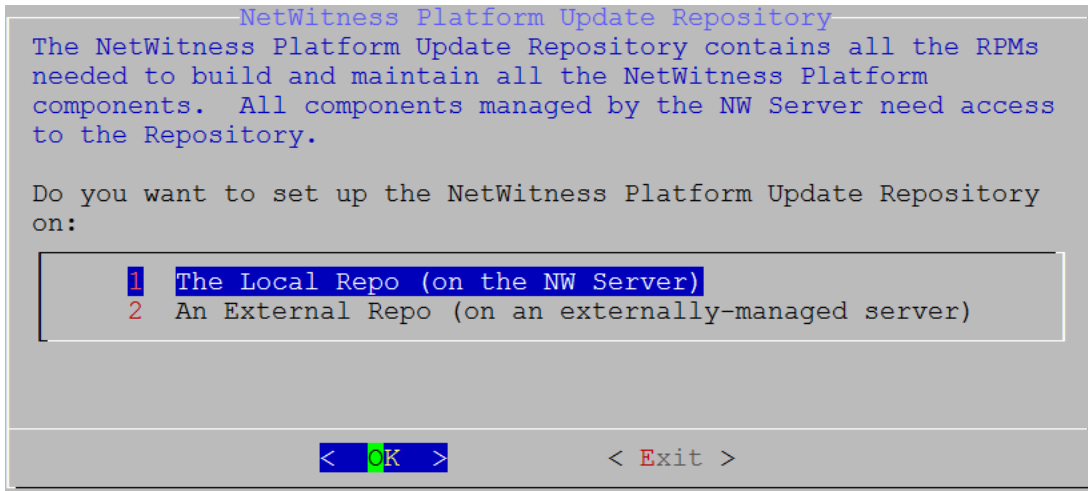 NetWitness Platform Update Repository
The NetWitness Platform Update Repository contains all the RPMs
needed to build and maintain all the NetWitness Platform
components.  All components managed by the NW Server need access
to the Repository.
Do you want to set up the NetWitness Platform Update Repository
on:
1  The Local Repo (on the NW Server)
2  An External Repo (on an externally-managed server)
<  OK  > < Exit >